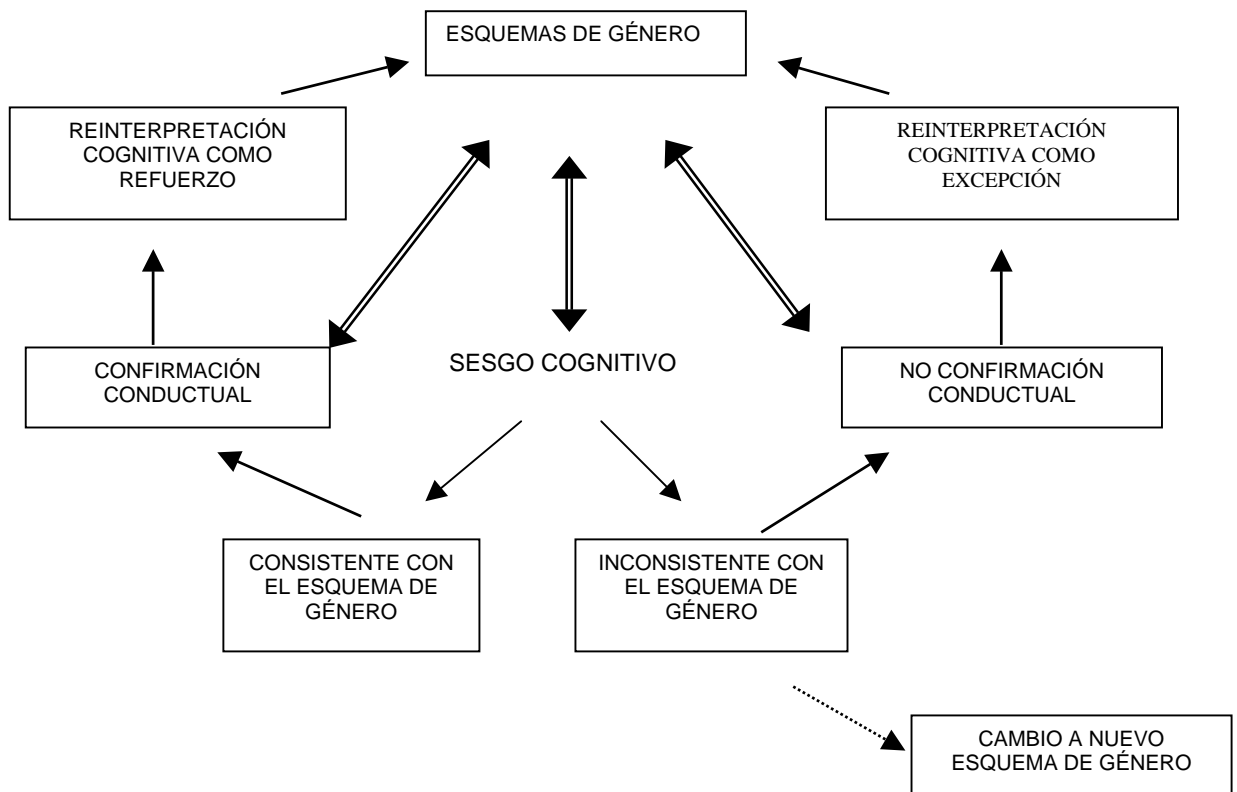 ESQUEMAS DE GÉNERO
REINTERPRETACIÓN
COGNITIVA COMO
REFUERZO
REINTERPRETACIÓN
COGNITIVA COMO
EXCEPCIÓN
CONFIRMACIÓN
CONDUCTUAL
SESGO COGNITIVO
NO CONFIRMACIÓN
CONDUCTUAL
CONSISTENTE CON
EL ESQUEMA DE
GÉNERO
INCONSISTENTE CON
EL ESQUEMA DE
GÉNERO
CAMBIO A NUEVO
ESQUEMA DE GÉNERO